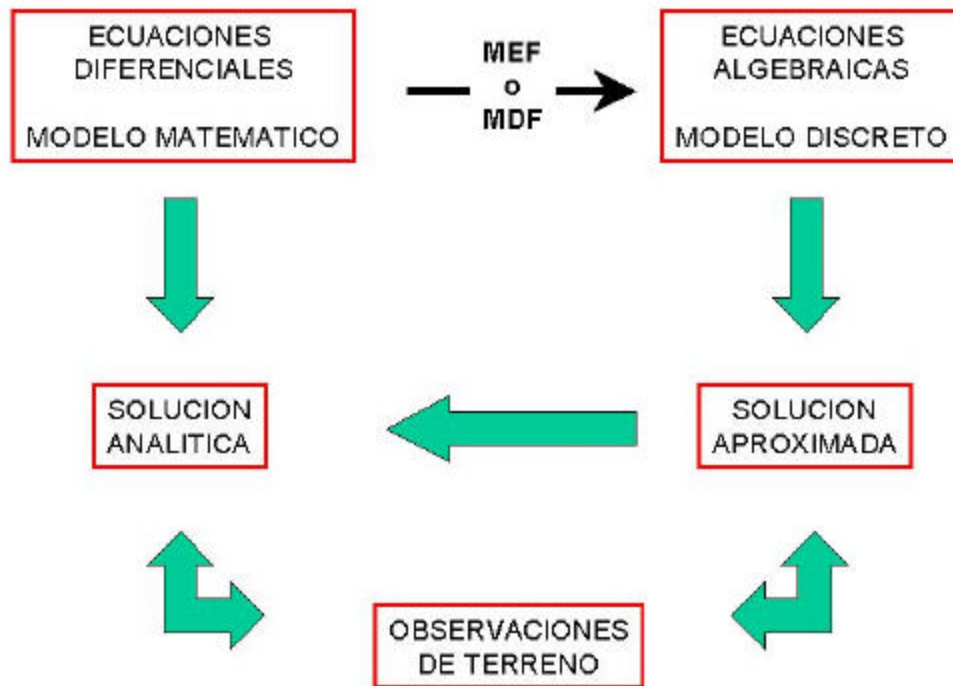 ECUACIONES
DIFERENCIALES
MODELO MATEMATICO
MEF
o
MDF
ECUACIONES
ALGEBRAICAS
MODELO DISCRETO
SOLUCION
ANALITICA
SOLUCION
APROXIMADA
OBSERVACIONES
DE TERRENO